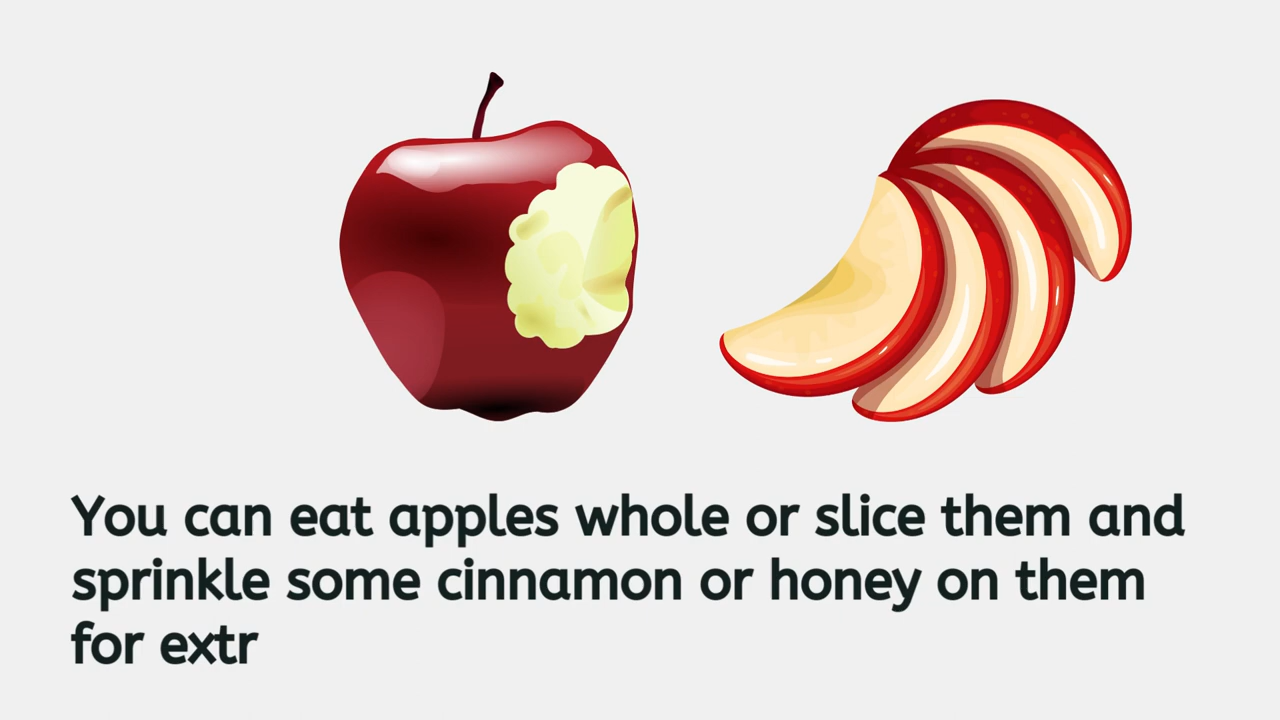 You can eat apples whole or slice them and
sprinkle some cinnamon or honey on them
for extr